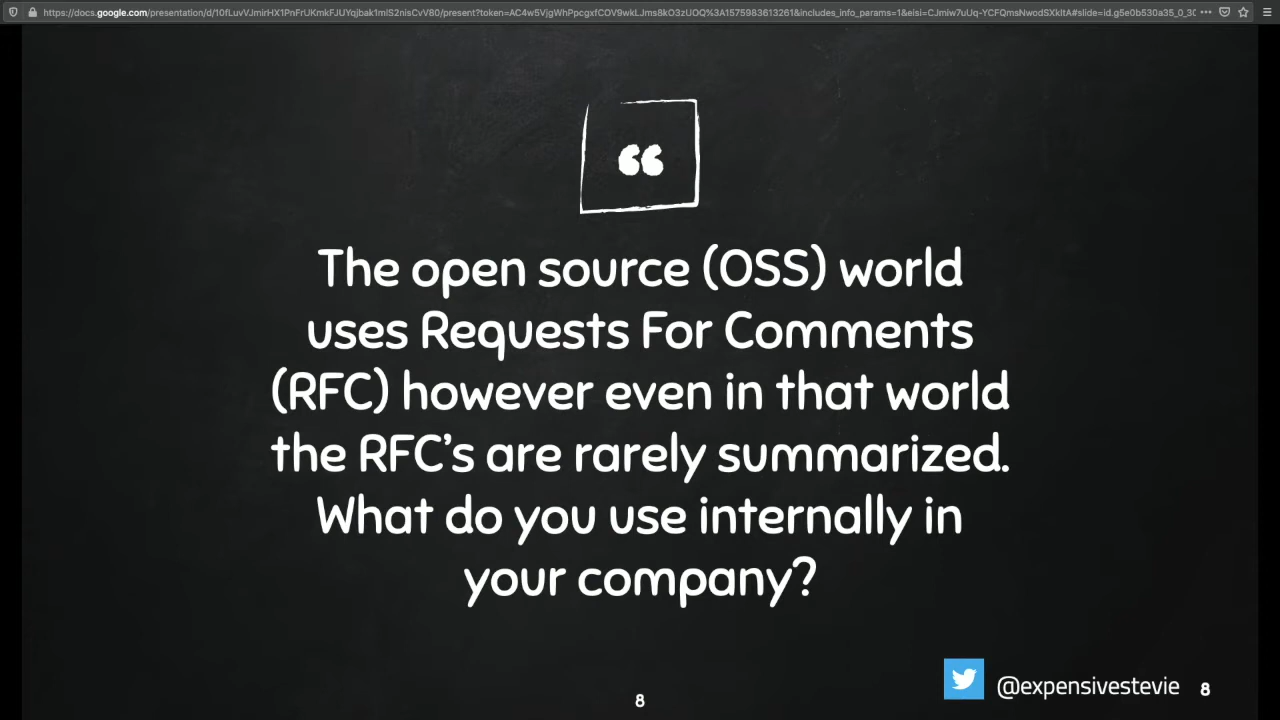 “
The open source (OSS) world
uses Requests For Comments
(RFC) however even in that world
the RFC’s are rarely summarized.
What do you use internally in
your company?
8
@expensivestevie 8